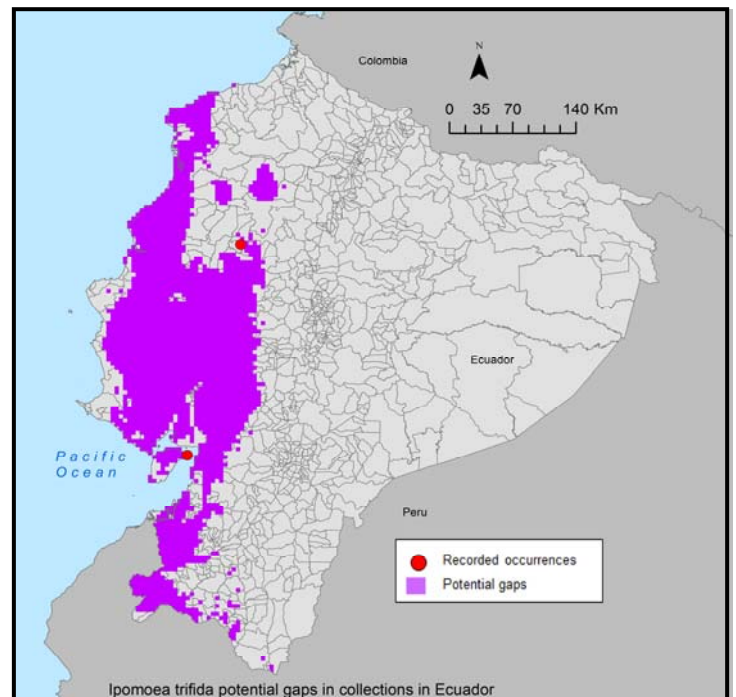 Colombia
N
0 35 70 140 Km
Ecuador
Pacific
Ocean
Peru
Recorded occurrences
Potential gaps
Ipomoea trifida potential gaps in collections in Ecuador